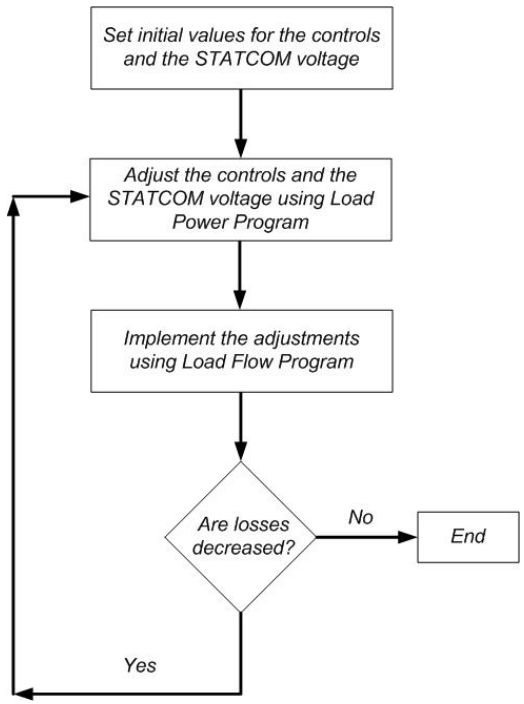 Set initial values for the controls
and the STATCOM voltage
Adjust the controls and the
STATCOM voltage using Load
Power Program
Implement the adjustments
using Load Flow Program
Are losses
decreased?
No
End
Yes